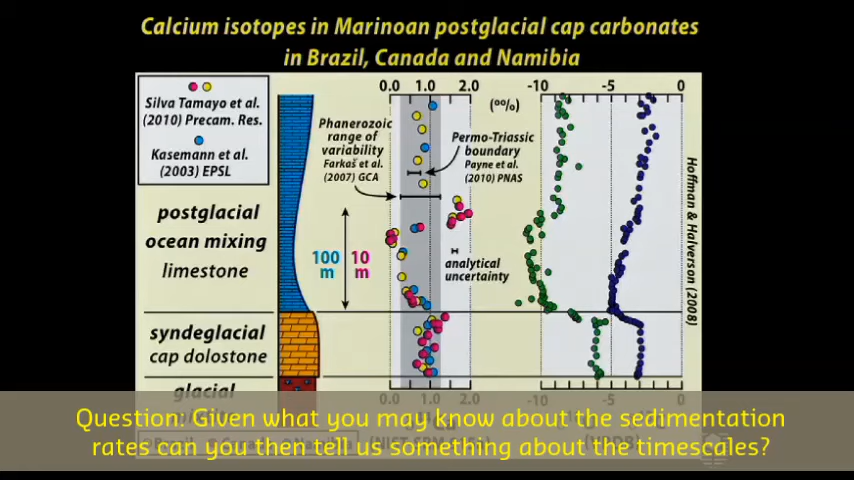 Calcium isotopes in Marinoan postglacial cap carbonates
in Brazil, Canada and Namibia
0.0 1.0 2.0 -10 -5 0
(o%)
Silva Tamayo et al.
(2010) Precam. Res.
Kasemann et al.
(2003) EPSL
Phanerozoic
range of
variability
Farkaš et al.
(2007) GCA
Permo-Triassic
boundary
Payne et al.
(2010) PNAS
postglacial
ocean mixing
limestone
100 m
10 m
analytical
uncertainty
Hoffman & Halverson (2008)
syndeglacial
cap dolostone
glacial
0.0 1.0 2.0 -10 -5 0
Question: Given what you may know about the sedimentation
rates can you then tell us something about the timescales?